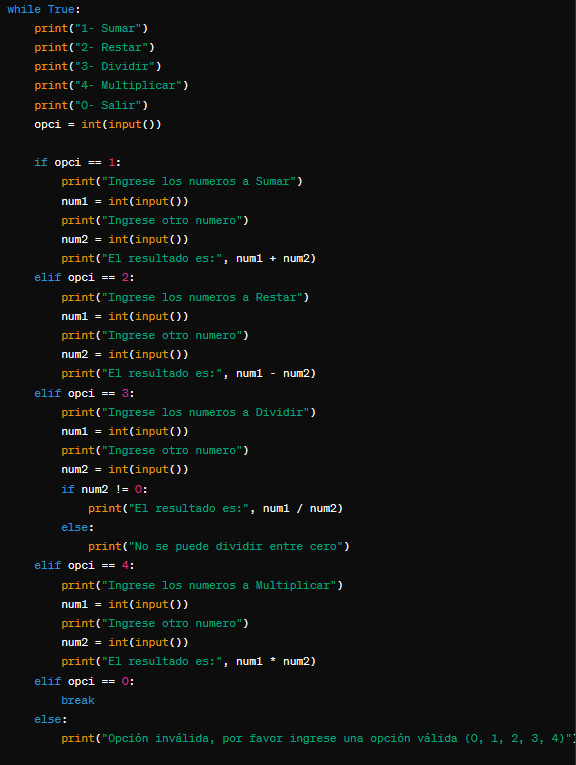 while True:
    print("1- Sumar")
    print("2- Restar")
    print("3- Dividir")
    print("4- Multiplicar")
    print("0- Salir")
    opci = int(input())

    if opci == 1:
        print("Ingrese los numeros a Sumar")
        num1 = int(input())
        print("Ingrese otro numero")
        num2 = int(input())
        print("El resultado es:", num1 + num2)
    elif opci == 2:
        print("Ingrese los numeros a Restar")
        num1 = int(input())
        print("Ingrese otro numero")
        num2 = int(input())
        print("El resultado es:", num1 - num2)
    elif opci == 3:
        print("Ingrese los numeros a Dividir")
        num1 = int(input())
        print("Ingrese otro numero")
        num2 = int(input())
        if num2 != 0:
            print("El resultado es:", num1 / num2)
        else:
            print("No se puede dividir entre cero")
    elif opci == 4:
        print("Ingrese los numeros a Multiplicar")
        num1 = int(input())
        print("Ingrese otro numero")
        num2 = int(input())
        print("El resultado es:", num1 * num2)
    elif opci == 0:
        break
    else:
        print("Opción inválida, por favor ingrese una opción válida (0, 1, 2, 3, 4)")